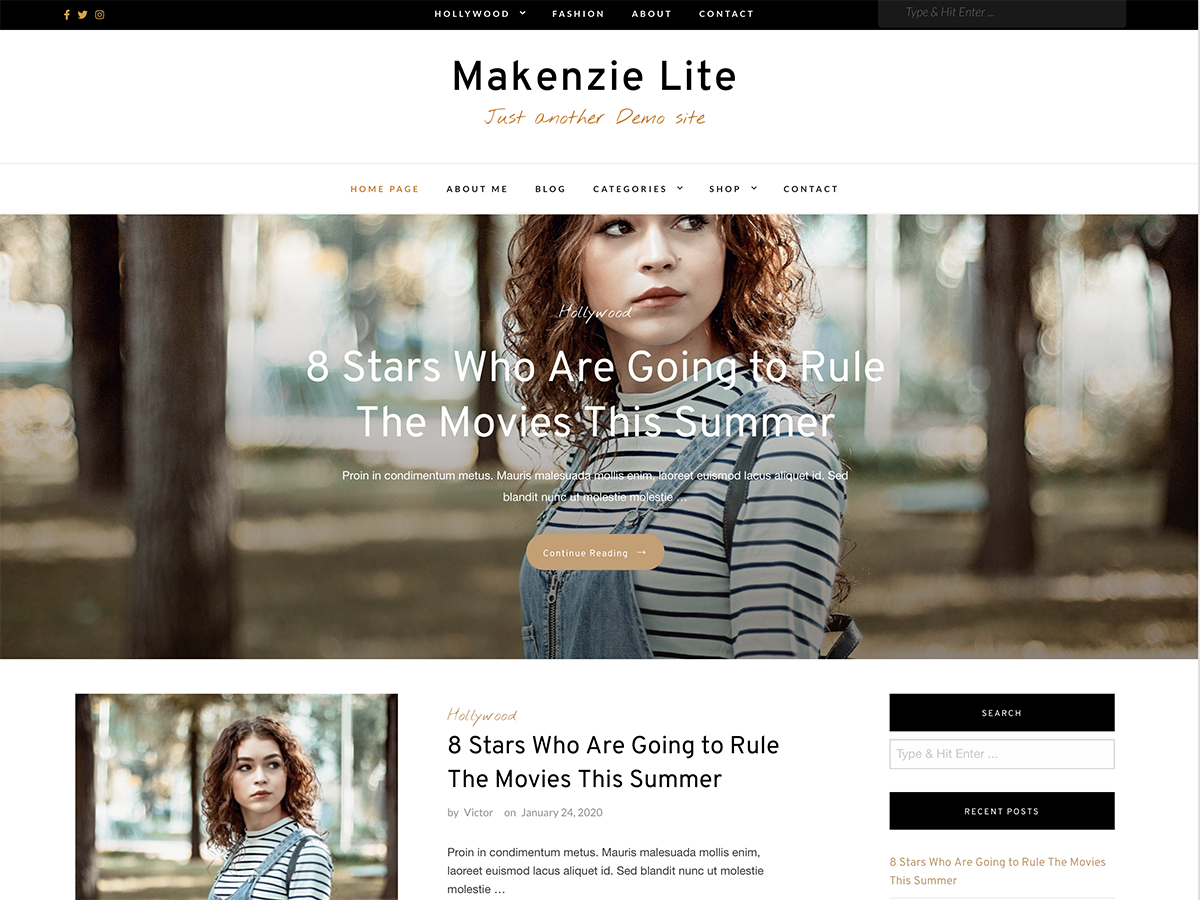 HOLLYWOOD FASHION ABOUT CONTACT
Type & Hit Enter ...
Makenzie Lite
Just another Demo site
HOME PAGE ABOUT ME BLOG CATEGORIES SHOP CONTACT
Hollywood
8 Stars Who Are Going to Rule
The Movies This Summer
Proin in condimentum metus. Mauris malesuada mollis enim, laoreet euismod lacus aliquet id. Sed
blandit nunc ut molestie molestie …
Continue Reading →
Hollywood
8 Stars Who Are Going to Rule
The Movies This Summer
by Victor on January 24, 2020
Proin in condimentum metus. Mauris malesuada mollis enim,
laoreet euismod lacus aliquet id. Sed blandit nunc ut molestie
molestie …
SEARCH
Type & Hit Enter ...
RECENT POSTS
8 Stars Who Are Going to Rule The Movies
This Summer